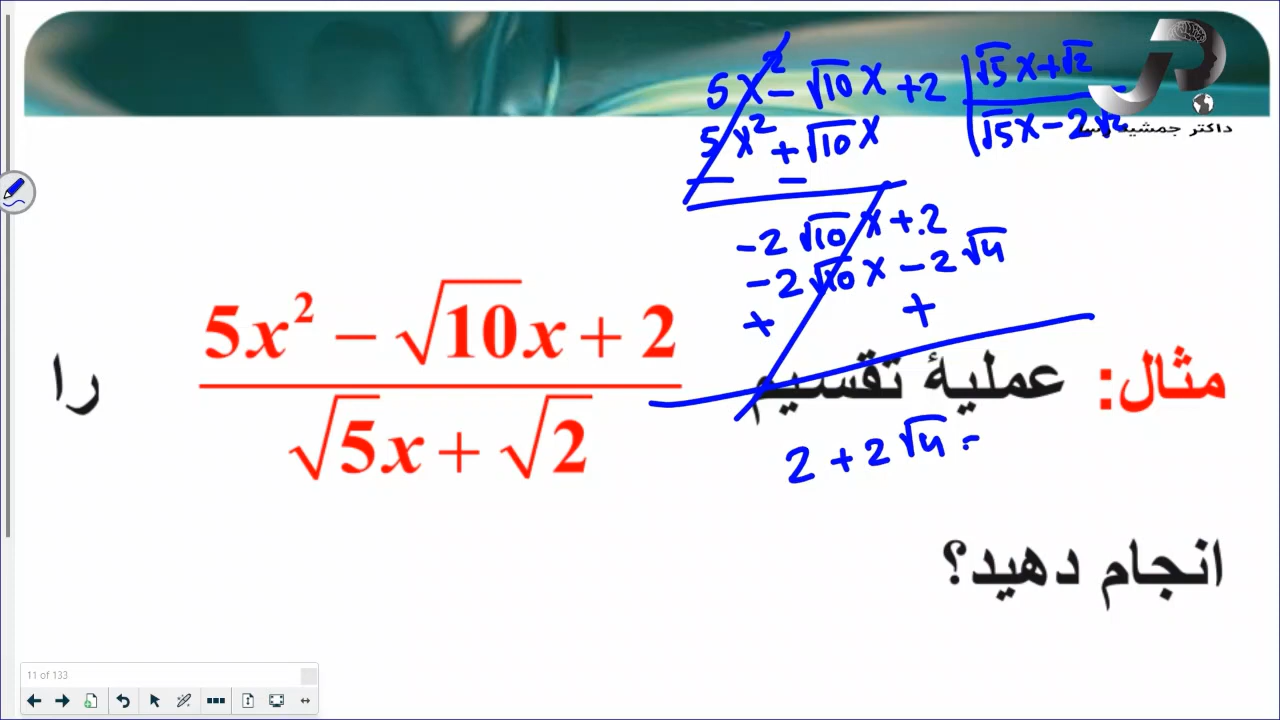 5x² − √10x + 2 | √5x + √2
5x² + √10x | √5x − 2√2
− −
−2√10x + 2
−2√10x − 2√4
+ +
مثال: عملیهٔ تقسیم (5x² − √10x + 2)/(√5x + √2) را
2 + 2√4 =
انجام دهید؟
داکتر جمشید
11 of 133